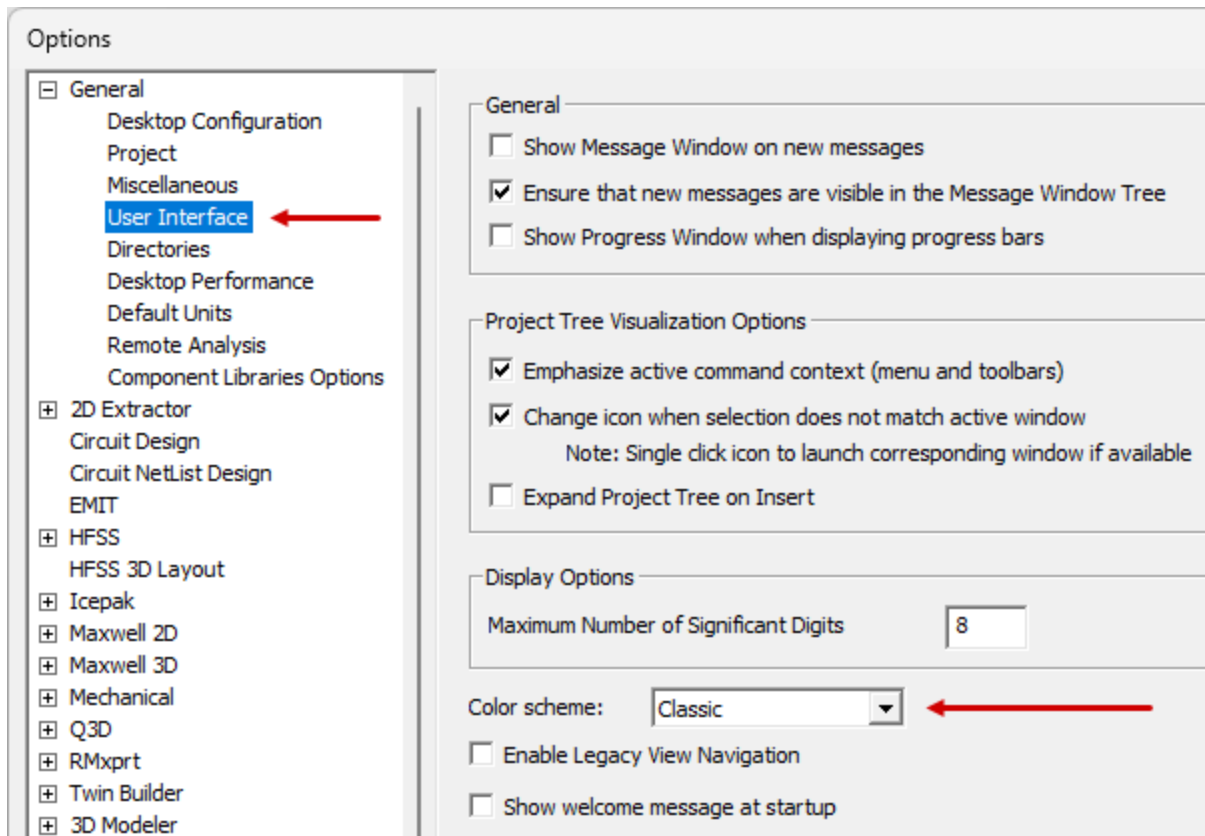 Options
General
Desktop Configuration
Project
Miscellaneous
User Interface
Directories
Desktop Performance
Default Units
Remote Analysis
Component Libraries Options
2D Extractor
Circuit Design
Circuit NetList Design
EMIT
HFSS
HFSS 3D Layout
Icepak
Maxwell 2D
Maxwell 3D
Mechanical
Q3D
RMxprt
Twin Builder
3D Modeler
General
Show Message Window on new messages
Ensure that new messages are visible in the Message Window Tree
Show Progress Window when displaying progress bars
Project Tree Visualization Options
Emphasize active command context (menu and toolbars)
Change icon when selection does not match active window
Note: Single click icon to launch corresponding window if available
Expand Project Tree on Insert
Display Options
Maximum Number of Significant Digits 8
Color scheme: Classic
Enable Legacy View Navigation
Show welcome message at startup